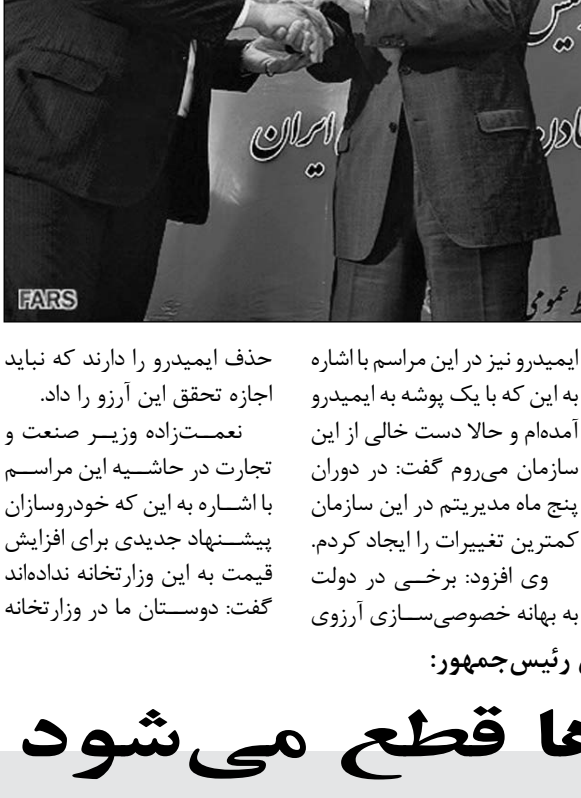 ایران
FARS
ایمیدرو نیز در این مراسم با اشاره
به این که با یک پوشه به ایمیدرو
آمده‌ام و حالا دست خالی از این
سازمان می‌روم گفت: در دوران
پنج ماه مدیریتم در این سازمان
کمترین تغییرات را ایجاد کردم.
وی افزود: برخی در دولت
به بهانه خصوصی‌سازی آرزوی
حذف ایمیدرو را دارند که نباید
اجازه تحقق این آرزو را داد.
نعمت‌زاده وزیر صنعت و
تجارت در حاشیه این مراسم
با اشاره به این که خودروسازان
پیشنهاد جدیدی برای افزایش
قیمت به این وزارتخانه نداده‌اند
گفت: دوستان ما در وزارتخانه
رئیس‌جمهور:
ها قطع می‌شود